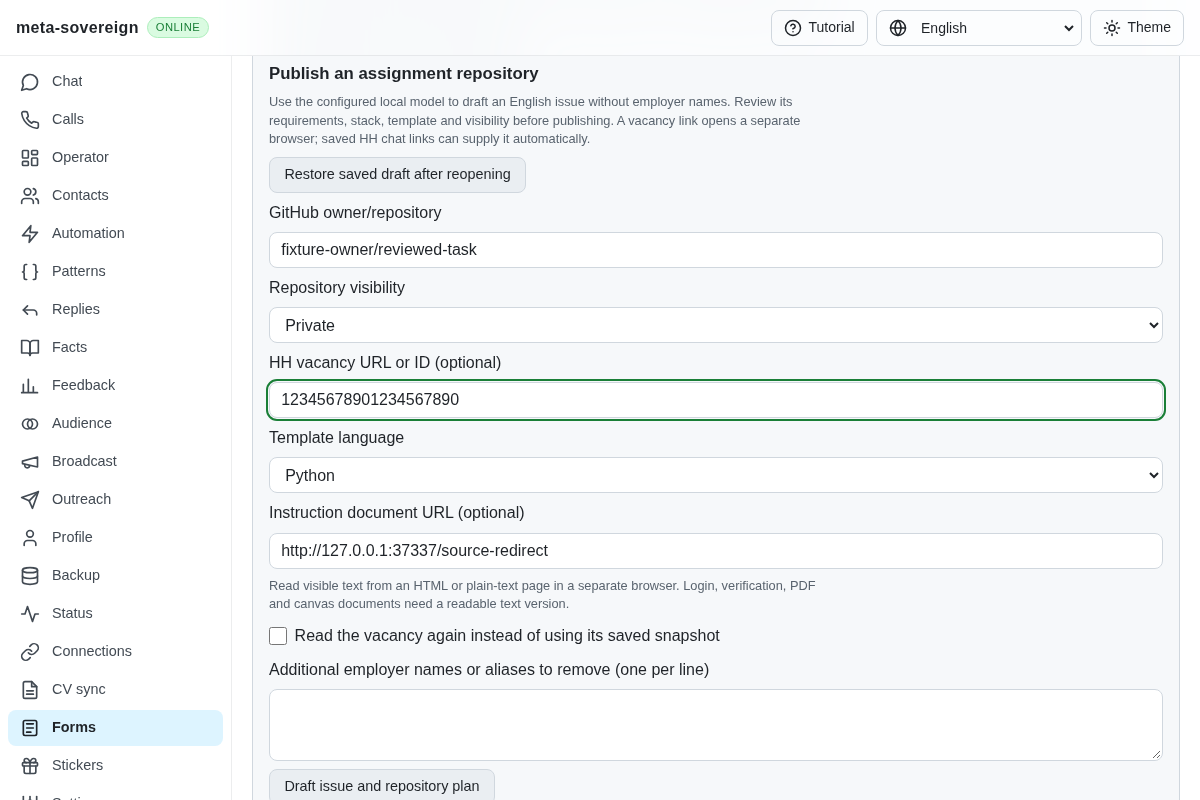 meta-sovereign ONLINE Tutorial English Theme
Chat
Calls
Operator
Contacts
Automation
Patterns
Replies
Facts
Feedback
Audience
Broadcast
Outreach
Profile
Backup
Status
Connections
CV sync
Forms
Stickers
Publish an assignment repository
Use the configured local model to draft an English issue without employer names. Review its
requirements, stack, template and visibility before publishing. A vacancy link opens a separate
browser; saved HH chat links can supply it automatically.
Restore saved draft after reopening
GitHub owner/repository
fixture-owner/reviewed-task
Repository visibility
Private
HH vacancy URL or ID (optional)
12345678901234567890
Template language
Python
Instruction document URL (optional)
http://127.0.0.1:37337/source-redirect
Read visible text from an HTML or plain-text page in a separate browser. Login, verification, PDF
and canvas documents need a readable text version.
Read the vacancy again instead of using its saved snapshot
Additional employer names or aliases to remove (one per line)
Draft issue and repository plan